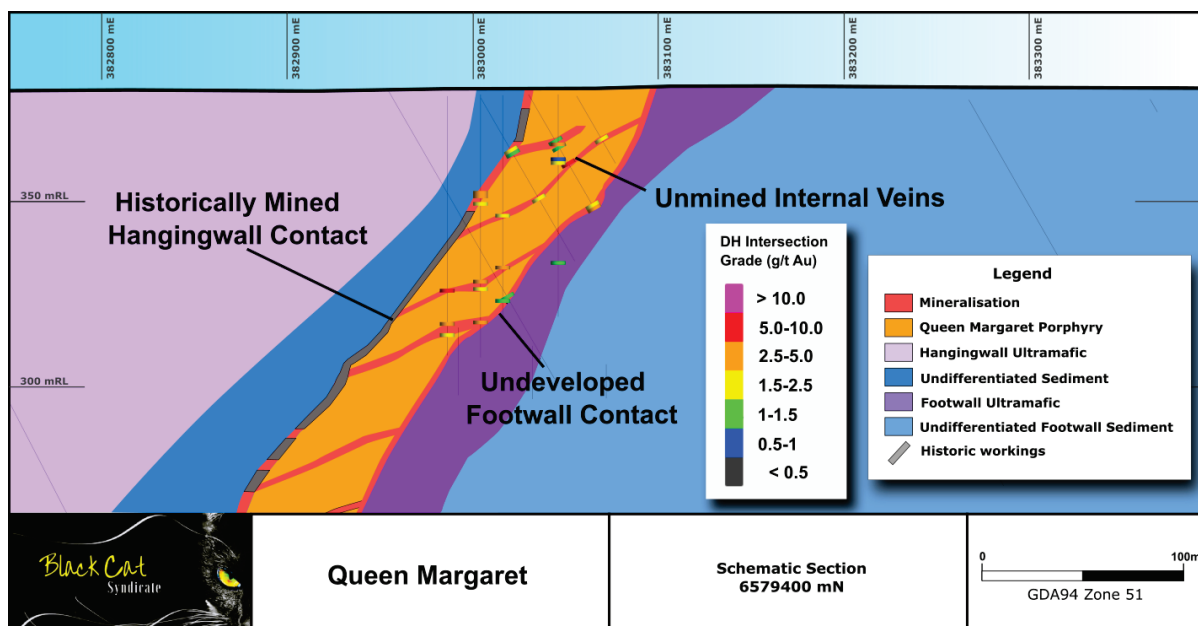 382800 mE
382900 mE
383000 mE
383100 mE
383200 mE
383300 mE
350 mRL
300 mRL
Historically Mined
Hangingwall Contact
Unmined Internal Veins
Undeveloped
Footwall Contact
DH Intersection
Grade (g/t Au)
> 10.0
5.0-10.0
2.5-5.0
1.5-2.5
1-1.5
0.5-1
< 0.5
Legend
Mineralisation
Queen Margaret Porphyry
Hangingwall Ultramafic
Undifferentiated Sediment
Footwall Ultramafic
Undifferentiated Footwall Sediment
Historic workings
Black Cat
Syndicate
Queen Margaret
Schematic Section
6579400 mN
0
100m
GDA94 Zone 51